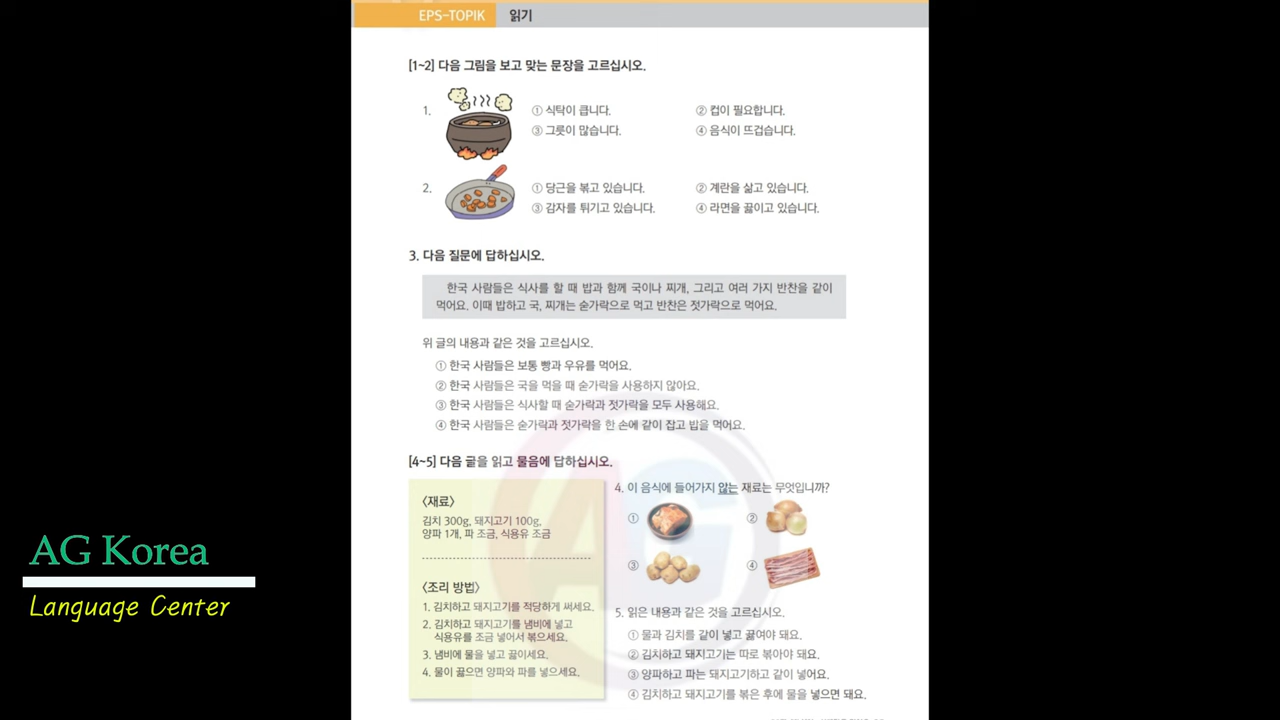 EPS-TOPIK 읽기
[1~2] 다음 그림을 보고 맞는 문장을 고르십시오.
1. ① 식탁이 큽니다. ② 컵이 필요합니다.
③ 그릇이 많습니다. ④ 음식이 뜨겁습니다.
2. ① 당근을 볶고 있습니다. ② 계란을 삶고 있습니다.
③ 감자를 튀기고 있습니다. ④ 라면을 끓이고 있습니다.
3. 다음 질문에 답하십시오.
한국 사람들은 식사를 할 때 밥과 함께 국이나 찌개, 그리고 여러 가지 반찬을 같이
먹어요. 이때 밥하고 국, 찌개는 숟가락으로 먹고 반찬은 젓가락으로 먹어요.
위 글의 내용과 같은 것을 고르십시오.
① 한국 사람들은 보통 빵과 우유를 먹어요.
② 한국 사람들은 국을 먹을 때 숟가락을 사용하지 않아요.
③ 한국 사람들은 식사할 때 숟가락과 젓가락을 모두 사용해요.
④ 한국 사람들은 숟가락과 젓가락을 한 손에 같이 잡고 밥을 먹어요.
[4~5] 다음 글을 읽고 물음에 답하십시오.
〈재료〉
김치 300g, 돼지고기 100g,
양파 1개, 파 조금, 식용유 조금
〈조리 방법〉
1. 김치하고 돼지고기를 적당하게 써세요.
2. 김치하고 돼지고기를 냄비에 넣고
식용유를 조금 넣어서 볶으세요.
3. 냄비에 물을 넣고 끓이세요.
4. 물이 끓으면 양파와 파를 넣으세요.
4. 이 음식에 들어가지 않는 재료는 무엇입니까?
① ②
③ ④
5. 읽은 내용과 같은 것을 고르십시오.
① 물과 김치를 같이 넣고 끓여야 돼요.
② 김치하고 돼지고기는 따로 볶아야 돼요.
③ 양파하고 파는 돼지고기하고 같이 넣어요.
④ 김치하고 돼지고기를 볶은 후에 물을 넣으면 돼요.
AG
AG Korea
Language Center